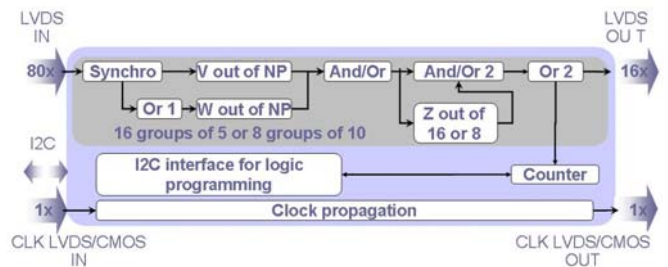 LVDS
IN
LVDS
OUT
80x
Synchro
V out of NP
And/Or
And/Or 2
Or 2
16x
Or 1
W out of NP
Z out of
16 or 8
16 groups of 5 or 8 groups of 10
I2C
I2C interface for logic
programming
Counter
1x
Clock propagation
1x
CLK LVDS/CMOS
IN
CLK LVDS/CMOS
OUT